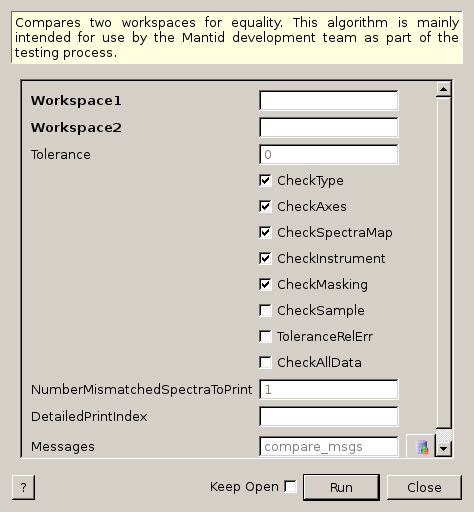 Compares two workspaces for equality. This algorithm is mainly
intended for use by the Mantid development team as part of the
testing process.
Workspace1
Workspace2
Tolerance 0
CheckType
CheckAxes
CheckSpectraMap
CheckInstrument
CheckMasking
CheckSample
ToleranceRelErr
CheckAllData
NumberMismatchedSpectraToPrint 1
DetailedPrintIndex
Messages compare_msgs
? Keep Open Run Close